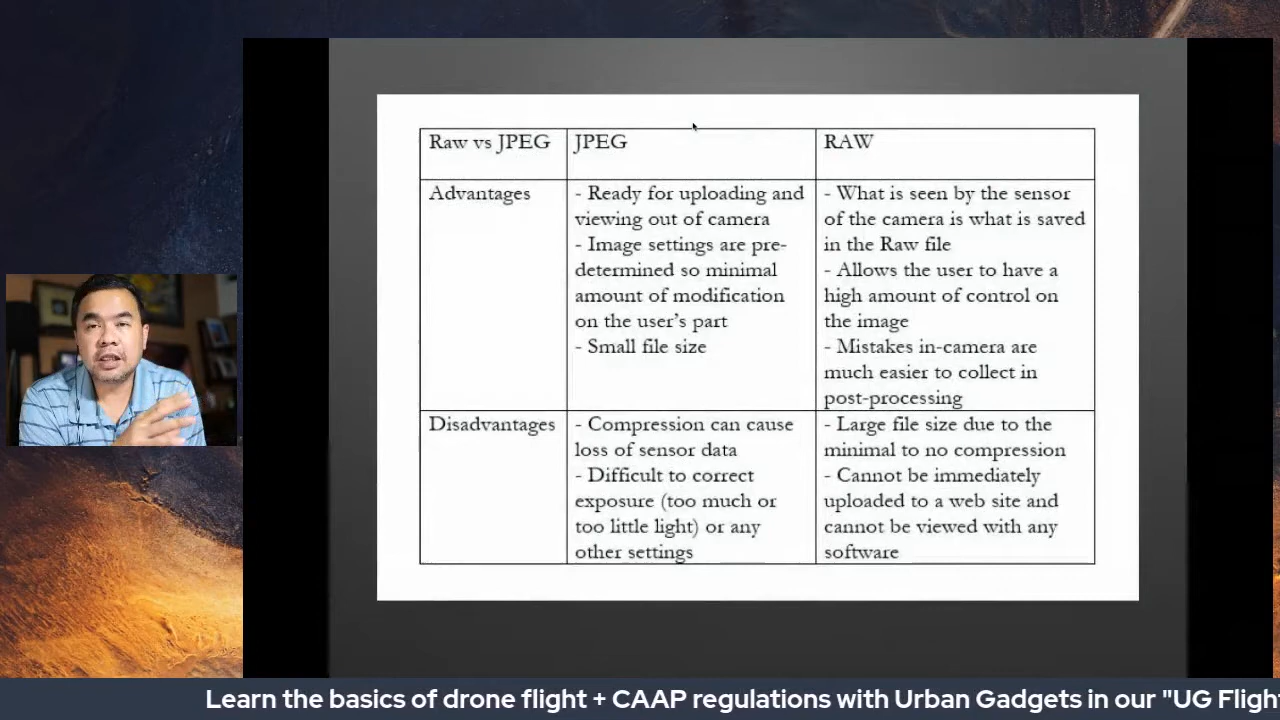 Raw vs JPEG
JPEG
RAW
Advantages
- Ready for uploading and
viewing out of camera
- Image settings are pre-
determined so minimal
amount of modification
on the user's part
- Small file size
- What is seen by the sensor
of the camera is what is saved
in the Raw file
- Allows the user to have a
high amount of control on
the image
- Mistakes in-camera are
much easier to collect in
post-processing
Disadvantages
- Compression can cause
loss of sensor data
- Difficult to correct
exposure (too much or
too little light) or any
other settings
- Large file size due to the
minimal to no compression
- Cannot be immediately
uploaded to a web site and
cannot be viewed with any
software
Learn the basics of drone flight + CAAP regulations with Urban Gadgets in our "UG Fligh